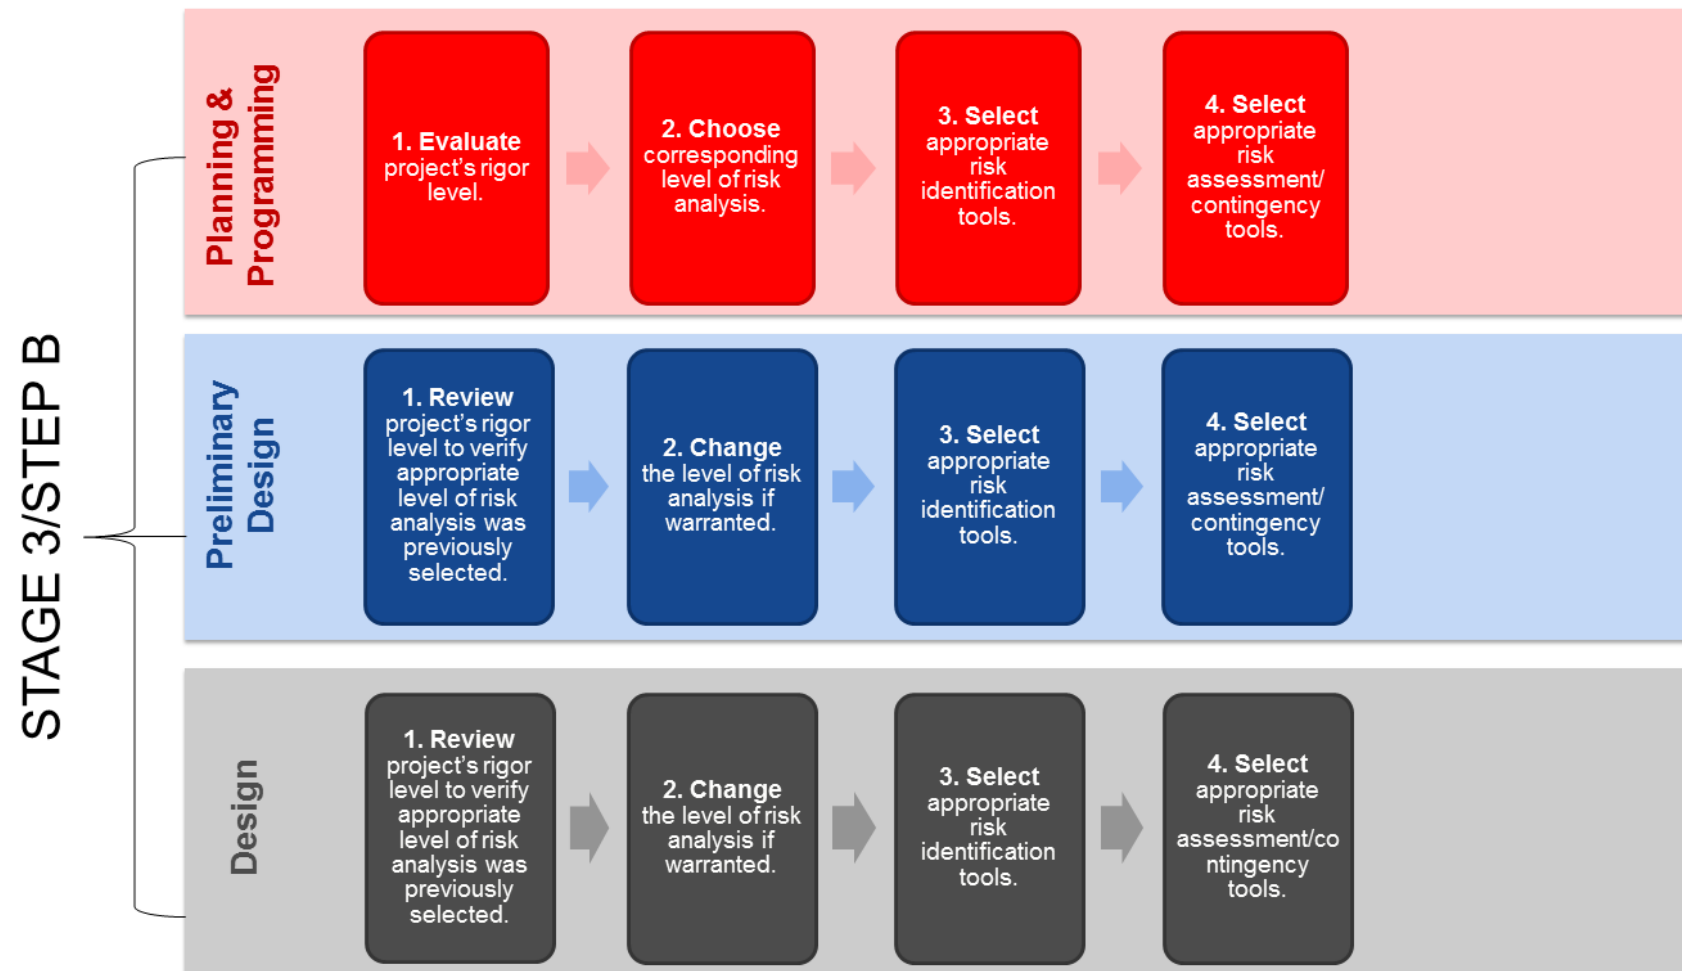 STAGE 3/STEP B
Planning &
Programming
1. Evaluate
project's rigor
level.
2. Choose
corresponding
level of risk
analysis.
3. Select
appropriate
risk
identification
tools.
4. Select
appropriate
risk
assessment/
contingency
tools.
Preliminary
Design
1. Review
project's rigor
level to verify
appropriate
level of risk
analysis was
previously
selected.
2. Change
the level of risk
analysis if
warranted.
3. Select
appropriate
risk
identification
tools.
4. Select
appropriate
risk
assessment/
contingency
tools.
Design
1. Review
project's rigor
level to verify
appropriate
level of risk
analysis was
previously
selected.
2. Change
the level of risk
analysis if
warranted.
3. Select
appropriate
risk
identification
tools.
4. Select
appropriate
risk
assessment/co
ntingency
tools.